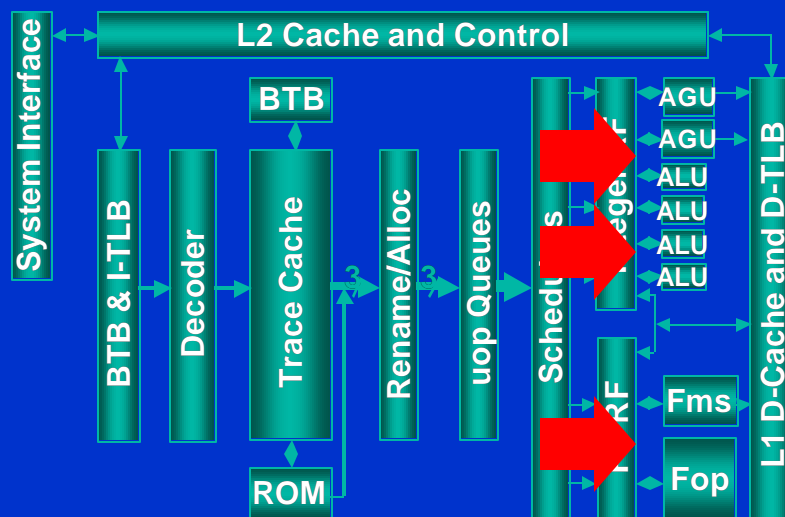 System Interface
L2 Cache and Control
BTB
BTB & I-TLB
Decoder
Trace Cache
ROM
3
Rename/Alloc
3
uop Queues
AGU
AGU
ALU
ALU
ALU
ALU
Fms
Fop
L1 D-Cache and D-TLB